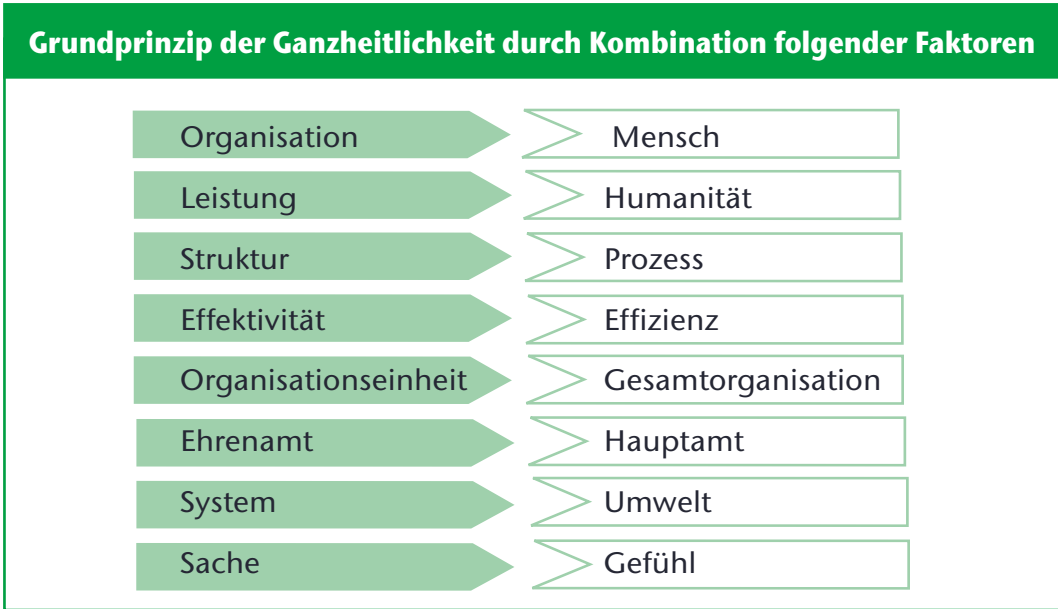 Grundprinzip der Ganzheitlichkeit durch Kombination folgender Faktoren
Organisation Mensch
Leistung Humanität
Struktur Prozess
Effektivität Effizienz
Organisationseinheit Gesamtorganisation
Ehrenamt Hauptamt
System Umwelt
Sache Gefühl